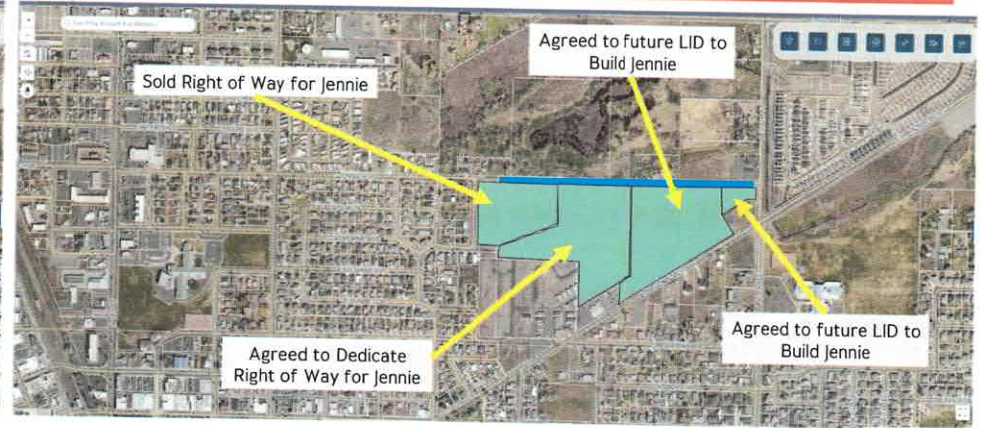 Agreed to future LID to
Build Jennie
Sold Right of Way for Jennie
Agreed to Dedicate
Right of Way for Jennie
Agreed to future LID to
Build Jennie